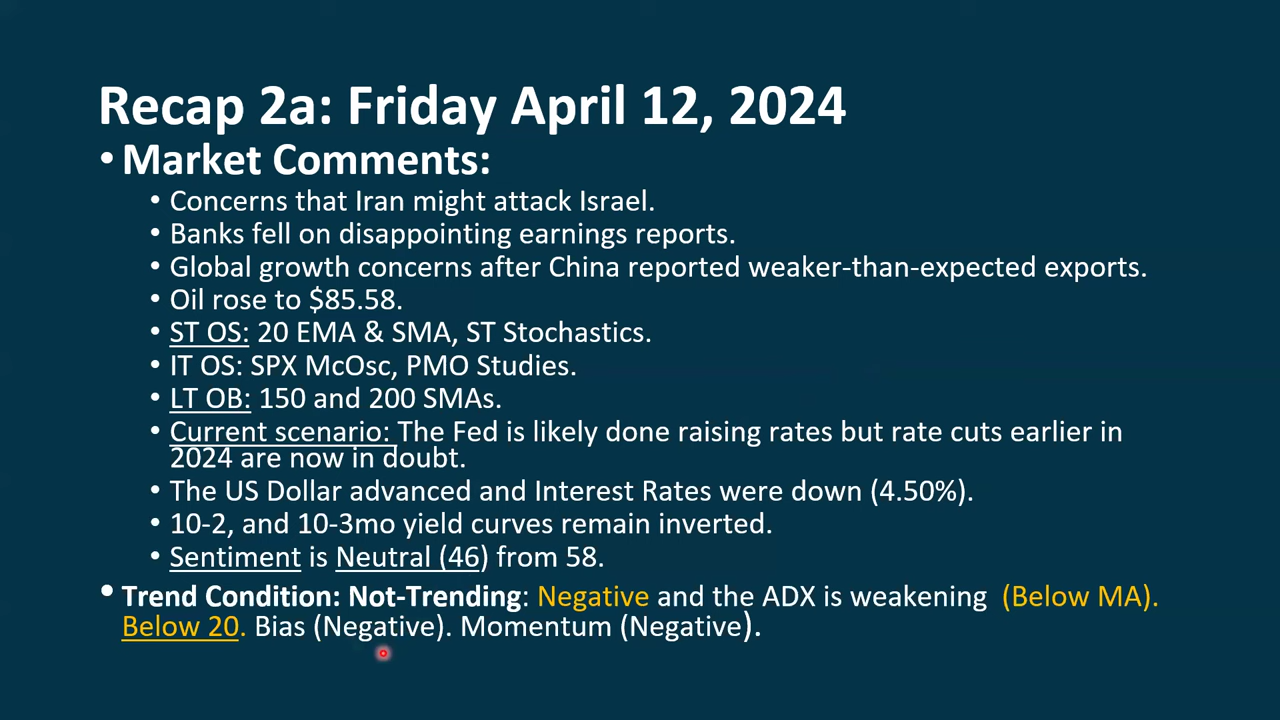 Recap 2a: Friday April 12, 2024
• Market Comments:
• Concerns that Iran might attack Israel.
• Banks fell on disappointing earnings reports.
• Global growth concerns after China reported weaker-than-expected exports.
• Oil rose to $85.58.
• ST OS: 20 EMA & SMA, ST Stochastics.
• IT OS: SPX McOsc, PMO Studies.
• LT OB: 150 and 200 SMAs.
• Current scenario: The Fed is likely done raising rates but rate cuts earlier in
2024 are now in doubt.
• The US Dollar advanced and Interest Rates were down (4.50%).
• 10-2, and 10-3mo yield curves remain inverted.
• Sentiment is Neutral (46) from 58.
• Trend Condition: Not-Trending: Negative and the ADX is weakening (Below MA).
Below 20. Bias (Negative). Momentum (Negative).